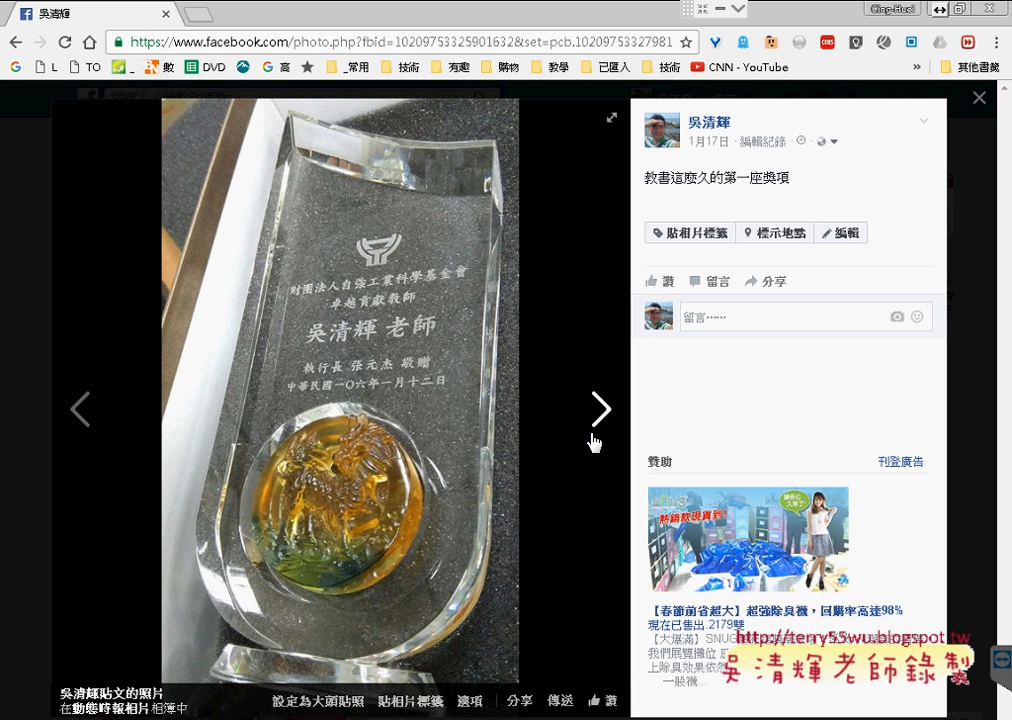 吳清輝
Qing-Huei
https://www.facebook.com/photo.php?fbid=10209753325901632&set=pcb.10209753327981
L
TO
數
DVD
高
_常用
技術
有趣
購物
教學
已匯入
技術
CNN - YouTube
»
其他書籤
財團法人自強工業科學基金會
卓越貢獻教師
吳清輝 老師
執行長 張元杰 敬贈
中華民國一〇六年一月十二日
吳清輝
1月17日 · 編輯紀錄 ·
教書這麼久的第一座獎項
貼相片標籤
標示地點
編輯
讚
留言
分享
留言......
贊助
刊登廣告
熱銷款現貨到!
【春節前省超大】超強除臭襪，回購率高達98%
現在已售出.2179雙
【大爆滿】SNUG
http://terry55wu.blogspot.tw
我們展覽攤位
吳清輝老師錄製
上除臭效果依然
一般襪...
吳清輝貼文的照片
在動態時報相片相簿中
設定為大頭貼照
貼相片標籤
選項
分享
傳送
讚